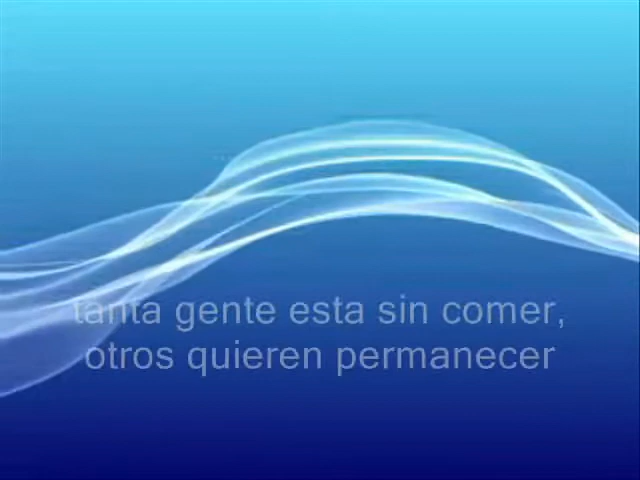 tanta gente esta sin comer,
otros quieren permanecer